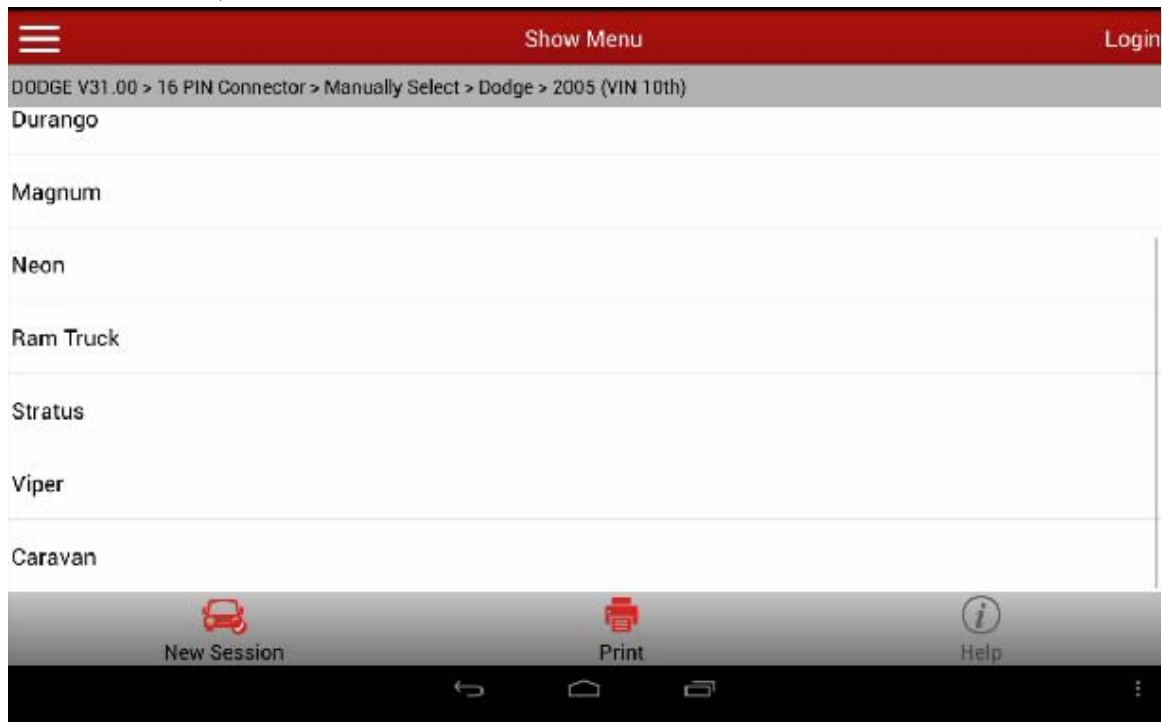 Show Menu
Login
DODGE V31.00 > 16 PIN Connector > Manually Select > Dodge > 2005 (VIN 10th)
Durango
Magnum
Neon
Ram Truck
Stratus
Viper
Caravan
New Session
Print
Help